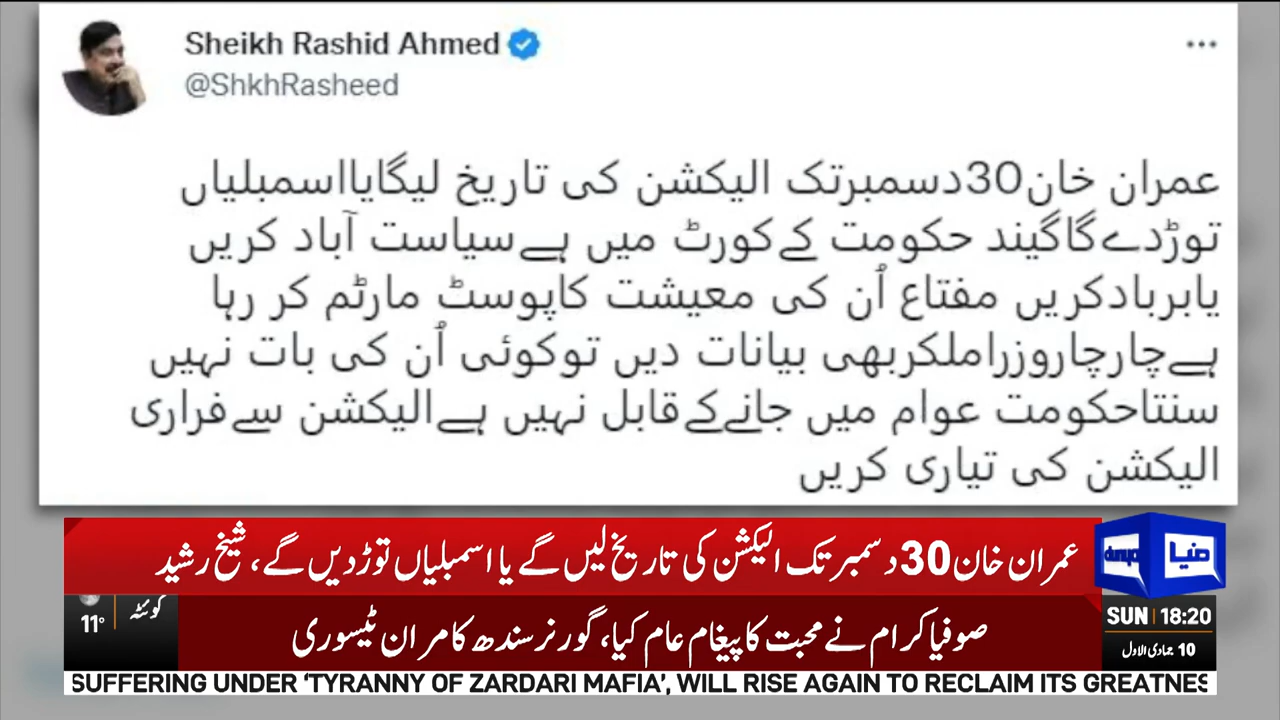 Sheikh Rashid Ahmed
@ShkhRasheed
عمران خان30دسمبرتک الیکشن کی تاریخ لیگایااسمبلیاں
توڑدےگاگیند حکومت کےکورٹ میں ہےسیاست آباد کریں
یابربادکریں مفتاع اُن کی معیشت کاپوسٹ مارٹم کر رہا
ہےچارچاروزراملکربھی بیانات دیں توکوئی اُن کی بات نہیں
سنتاحکومت عوام میں جانےکےقابل نہیں ہےالیکشن سےفراری
الیکشن کی تیاری کریں
عمران خان 30 دسمبر تک الیکشن کی تاریخ لیں گے یا اسمبلیاں توڑ دیں گے، شیخ رشید
دنیا
dunya
کوئٹہ
11°
صوفیا کرام نے محبت کا پیغام عام کیا، گورنر سندھ کامران ٹیسوری
SUN 18:20
10 جمادی الاول
SUFFERING UNDER ‘TYRANNY OF ZARDARI MAFIA’, WILL RISE AGAIN TO RECLAIM ITS GREATNES